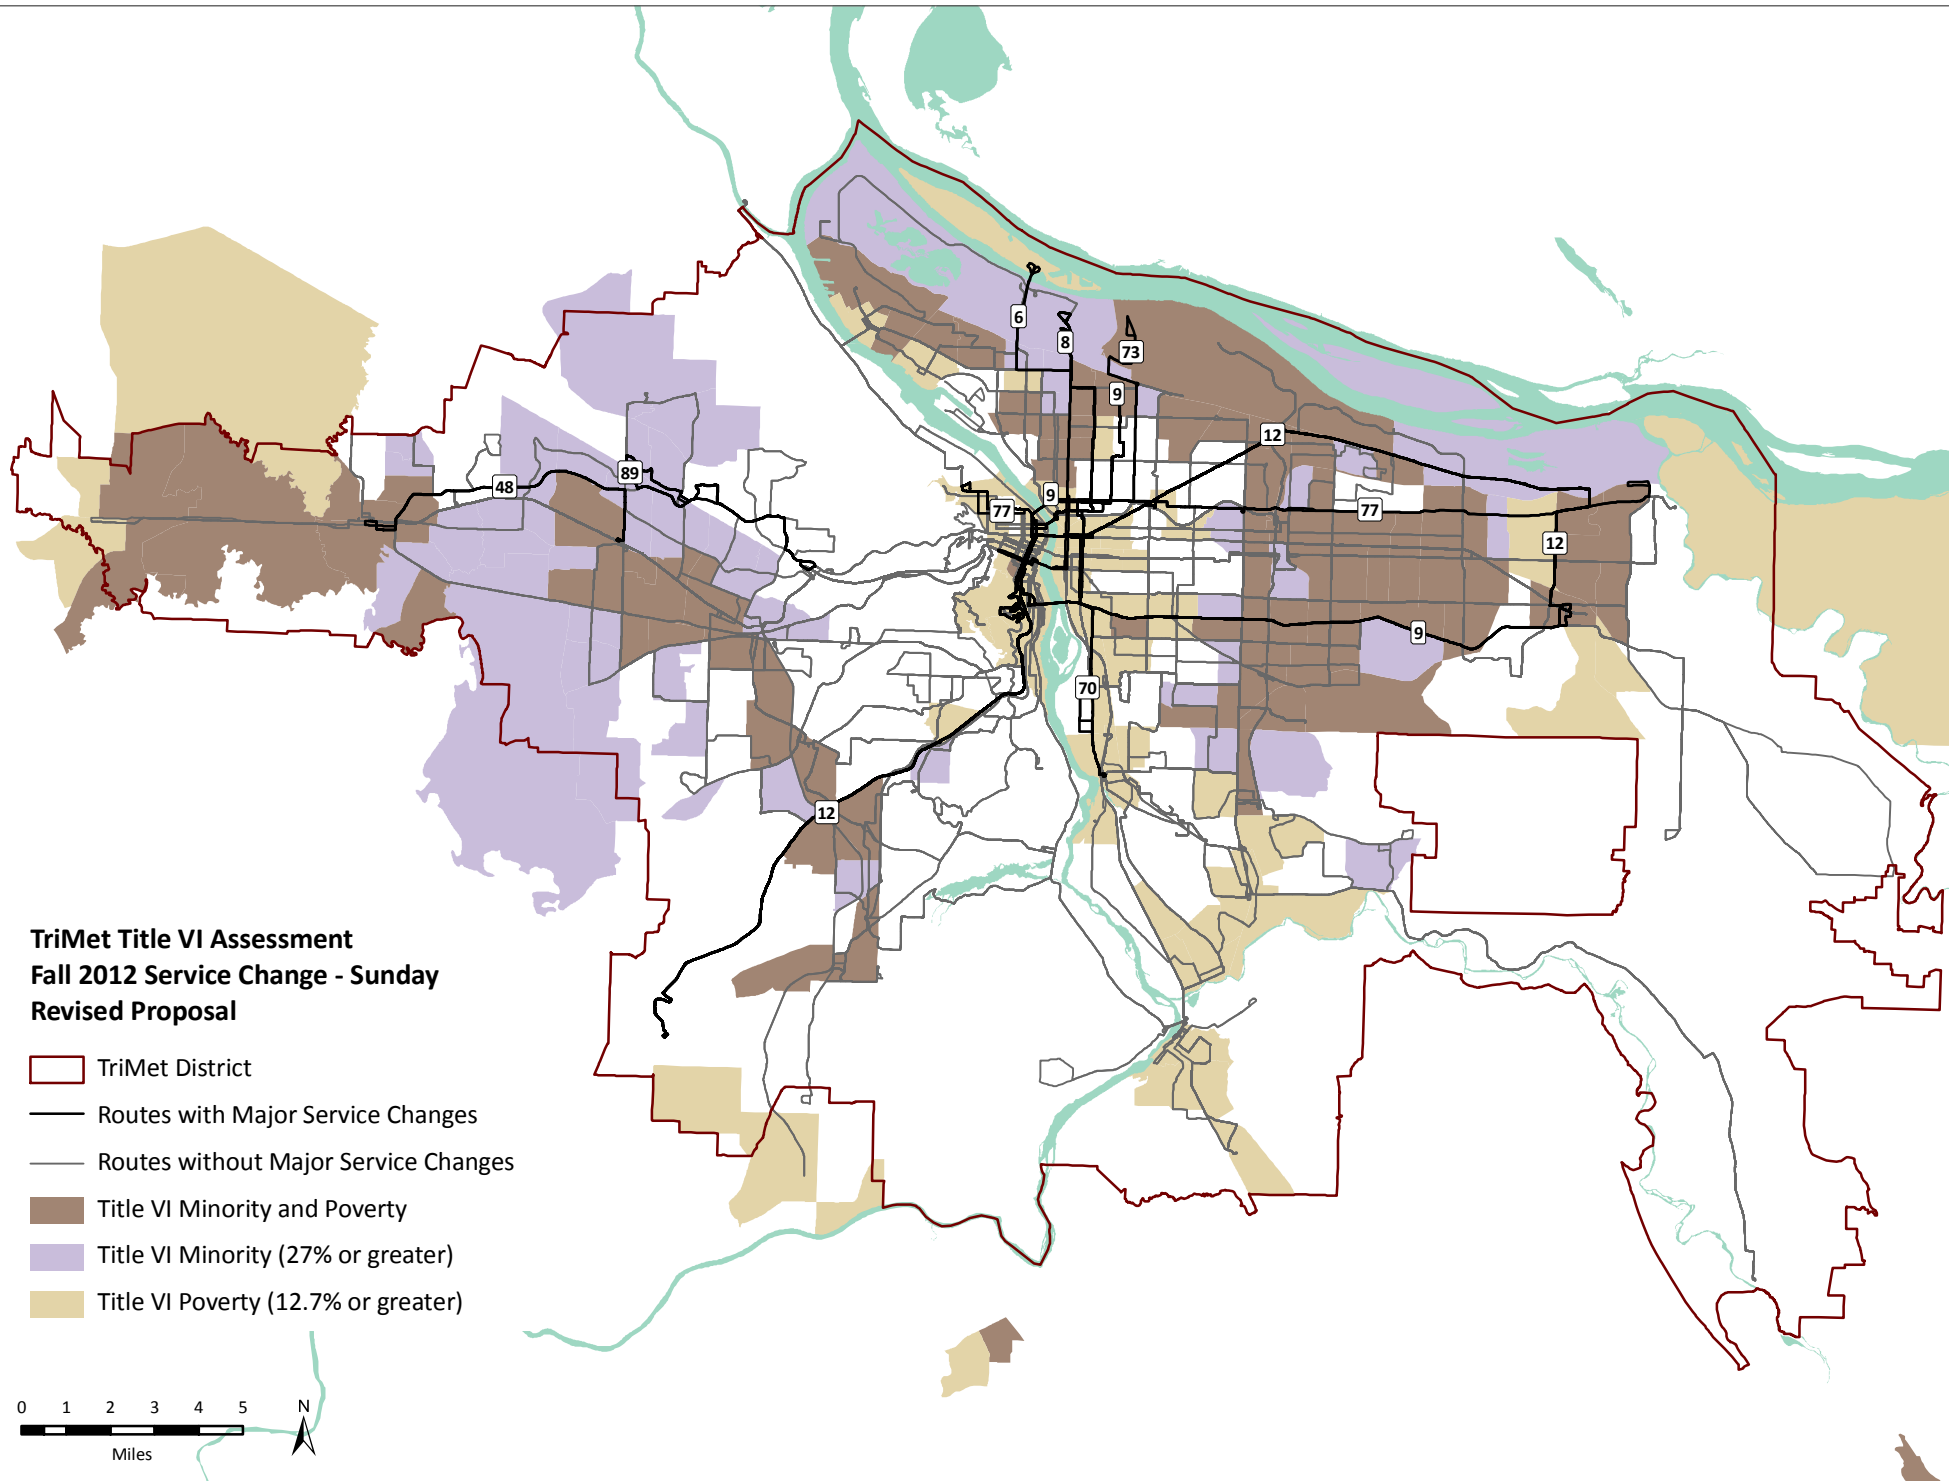 6
8
73
9
12
89
48
9
77
77
12
9
70
12
TriMet Title VI Assessment
Fall 2012 Service Change - Sunday
Revised Proposal
TriMet District
Routes with Major Service Changes
Routes without Major Service Changes
Title VI Minority and Poverty
Title VI Minority (27% or greater)
Title VI Poverty (12.7% or greater)
0 1 2 3 4 5
Miles
N